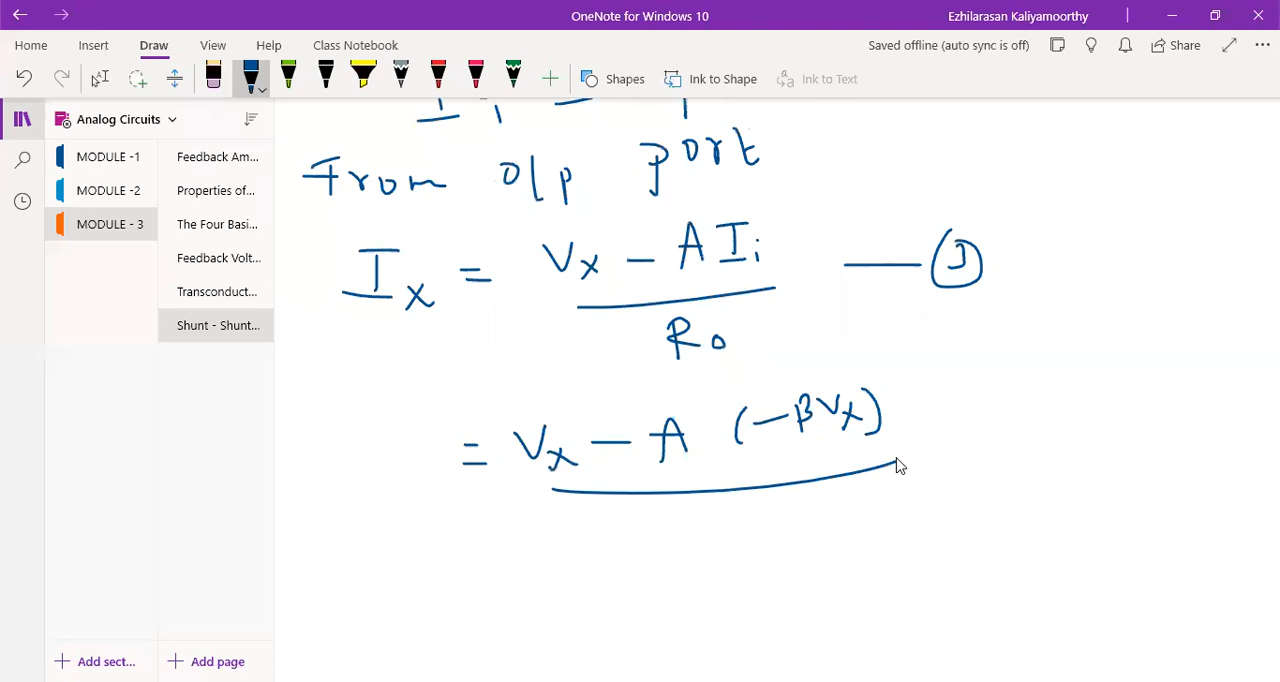 OneNote for Windows 10
Ezhilarasan Kaliyamoorthy
Home Insert Draw View Help Class Notebook
Saved offline (auto sync is off) Share
Shapes Ink to Shape Ink to Text
Analog Circuits
MODULE -1
MODULE -2
MODULE - 3
Feedback Am...
Properties of...
The Four Basi...
Feedback Volt...
Transconduct...
Shunt - Shunt...
Add sect... Add page
From o/p port
Ix = Vx - AIi / Ro
= Vx - A (-βVx)